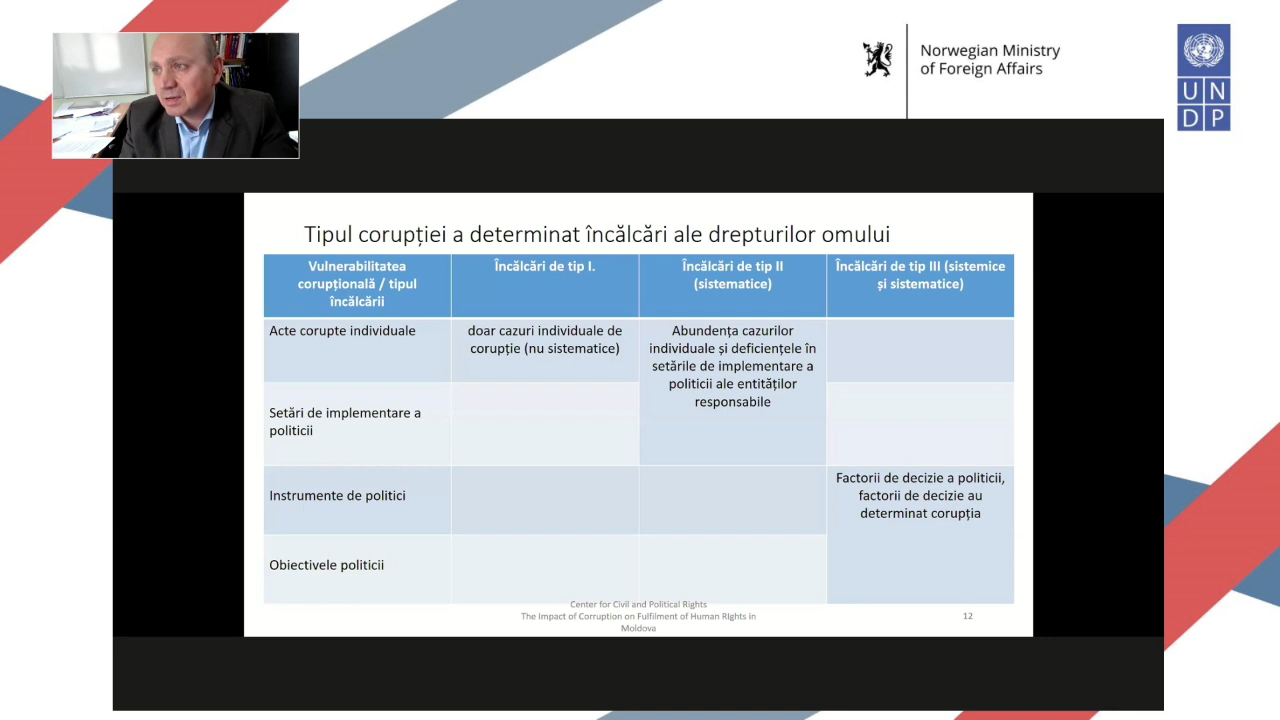 Norwegian Ministry
of Foreign Affairs
U N
D P
Tipul corupției a determinat încălcări ale drepturilor omului
Vulnerabilitatea
corupțională / tipul
încălcării
Încălcări de tip I.
Încălcări de tip II
(sistematice)
Încălcări de tip III (sistemice
și sistematice)
Acte corupte individuale
doar cazuri individuale de
corupție (nu sistematice)
Abundența cazurilor
individuale și deficiențele în
setările de implementare a
politicii ale entităților
responsabile
Setări de implementare a
politicii
Instrumente de politici
Factorii de decizie a politicii,
factorii de decizie au
determinat corupția
Obiectivele politicii
Center for Civil and Political Rights
The Impact of Corruption on Fulfilment of Human Rights in
Moldova
12